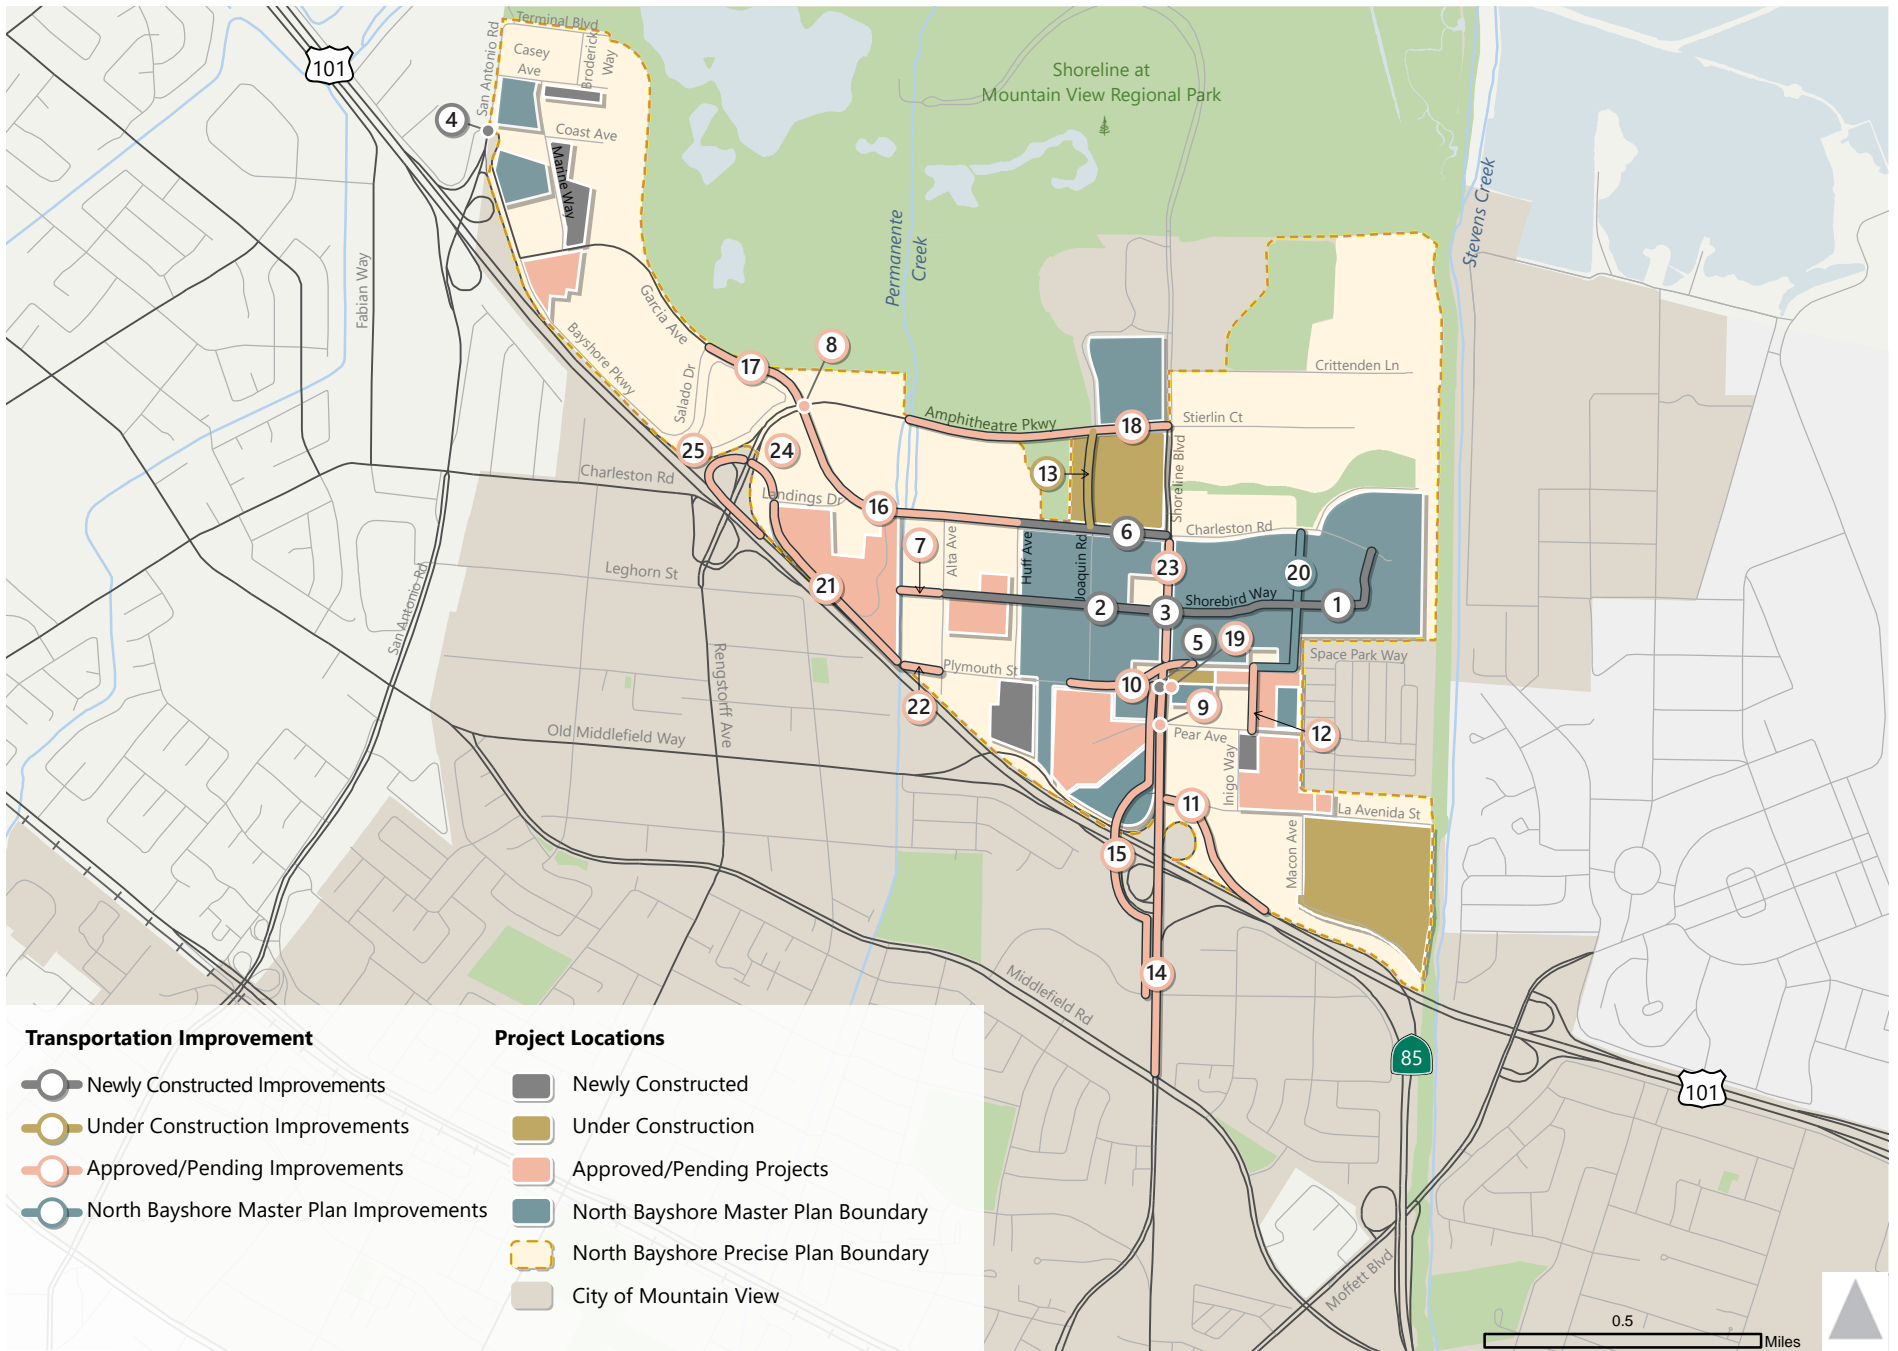 Terminal Blvd
San Antonio Rd
Casey
Ave
Broderick
Way
101
4
Coast Ave
Marine Way
Shoreline at
Mountain View Regional Park
Stevens Creek
Permanente
Creek
Fabian Way
Garcia Ave
Bayshore Pkwy
Salado Dr
8
17
Crittenden Ln
Amphitheatre Pkwy
18
Stierlin Ct
Shoreline Blvd
25
24
13
Charleston Rd
Landings Dr
16
6
Charleston Rd
7
Alta Ave
Huff Ave
Joaquin Rd
23
20
Leghorn St
21
2
3
Shorebird Way
1
San Antonio Rd
5
19
Rengstorff Ave
Plymouth St
Space Park Way
10
22
9
12
Old Middlefield Way
Pear Ave
Inigo Way
11
La Avenida St
Macon Ave
15
14
Middlefield Rd
85
101
Moffett Blvd
Transportation Improvement
Newly Constructed Improvements
Under Construction Improvements
Approved/Pending Improvements
North Bayshore Master Plan Improvements
Project Locations
Newly Constructed
Under Construction
Approved/Pending Projects
North Bayshore Master Plan Boundary
North Bayshore Precise Plan Boundary
City of Mountain View
0.5
Miles